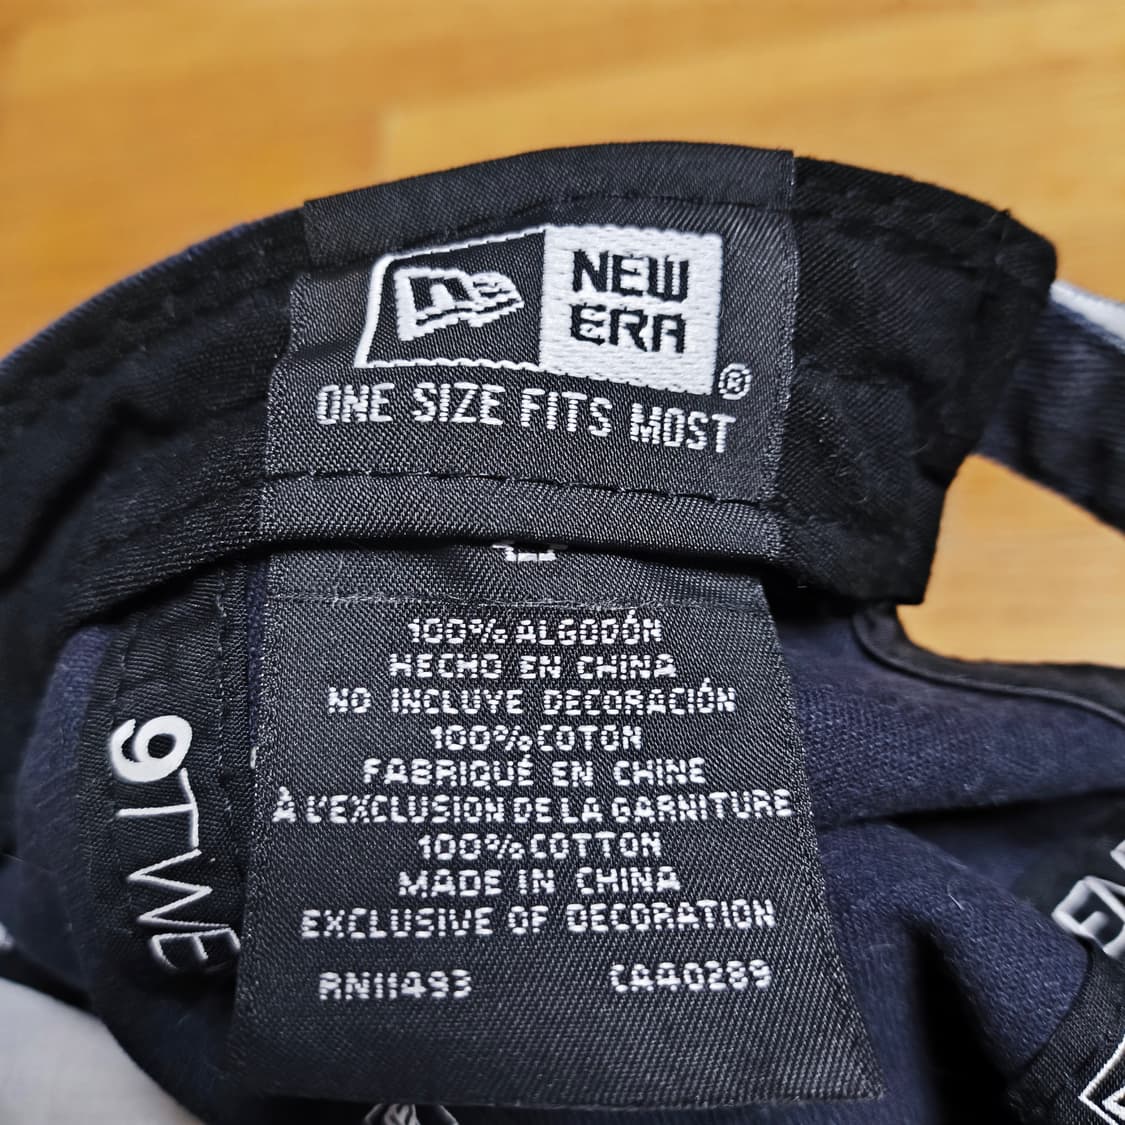 NEW
ERA
®
ONE SIZE FITS MOST
100% ALGODÓN
HECHO EN CHINA
NO INCLUYE DECORACIÓN
100% COTON
FABRIQUÉ EN CHINE
À L'EXCLUSION DE LA GARNITURE
100% COTTON
MADE IN CHINA
EXCLUSIVE OF DECORATION
RN11493 CA40289
9TWE